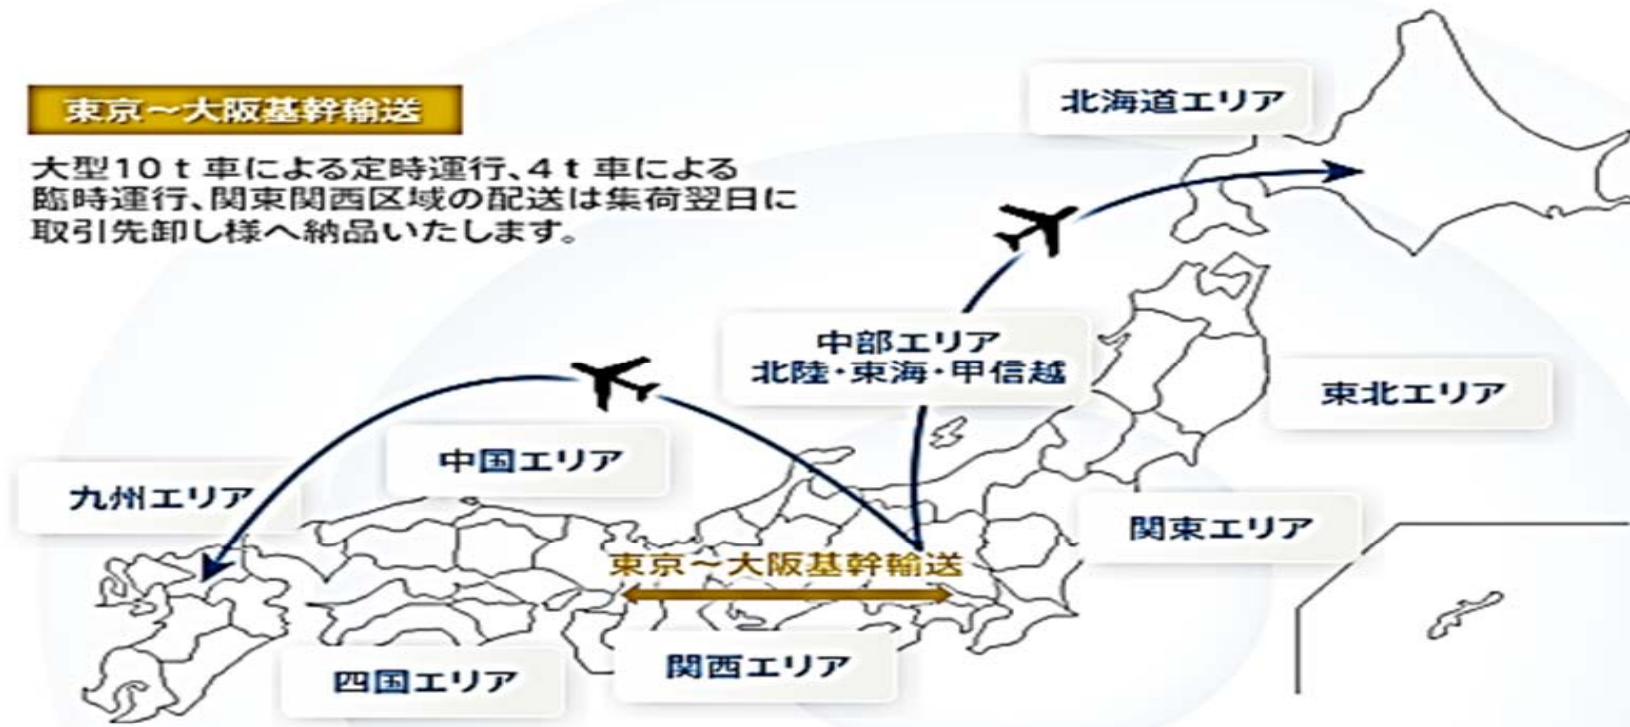 東京～大阪基幹輸送
大型10ｔ車による定時運行、4ｔ車による
臨時運行、関東関西区域の配送は集荷翌日に
取引先卸し様へ納品いたします。
北海道エリア
中部エリア
北陸・東海・甲信越
東北エリア
中国エリア
九州エリア
関東エリア
東京～大阪基幹輸送
関西エリア
四国エリア